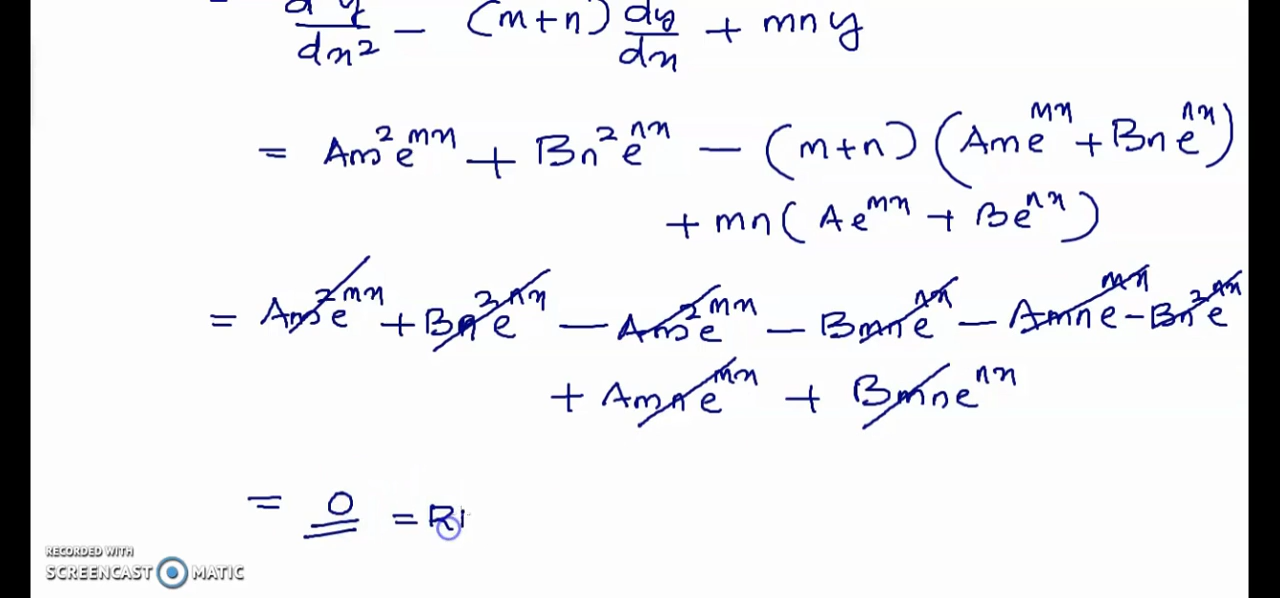 = d²y/dx² - (m+n) dy/dx + mny
= Am²e^mx + Bn²e^nx - (m+n)(Ame^mx + Bne^nx)
+ mn(Ae^mx + Be^nx)
= Am²e^mx + Bn²e^nx - Am²e^mx - Bmne^nx - Amne^mx - Bn²e^nx
+ Amne^mx + Bmne^nx
= 0 = R
RECORDED WITH
SCREENCAST MATIC